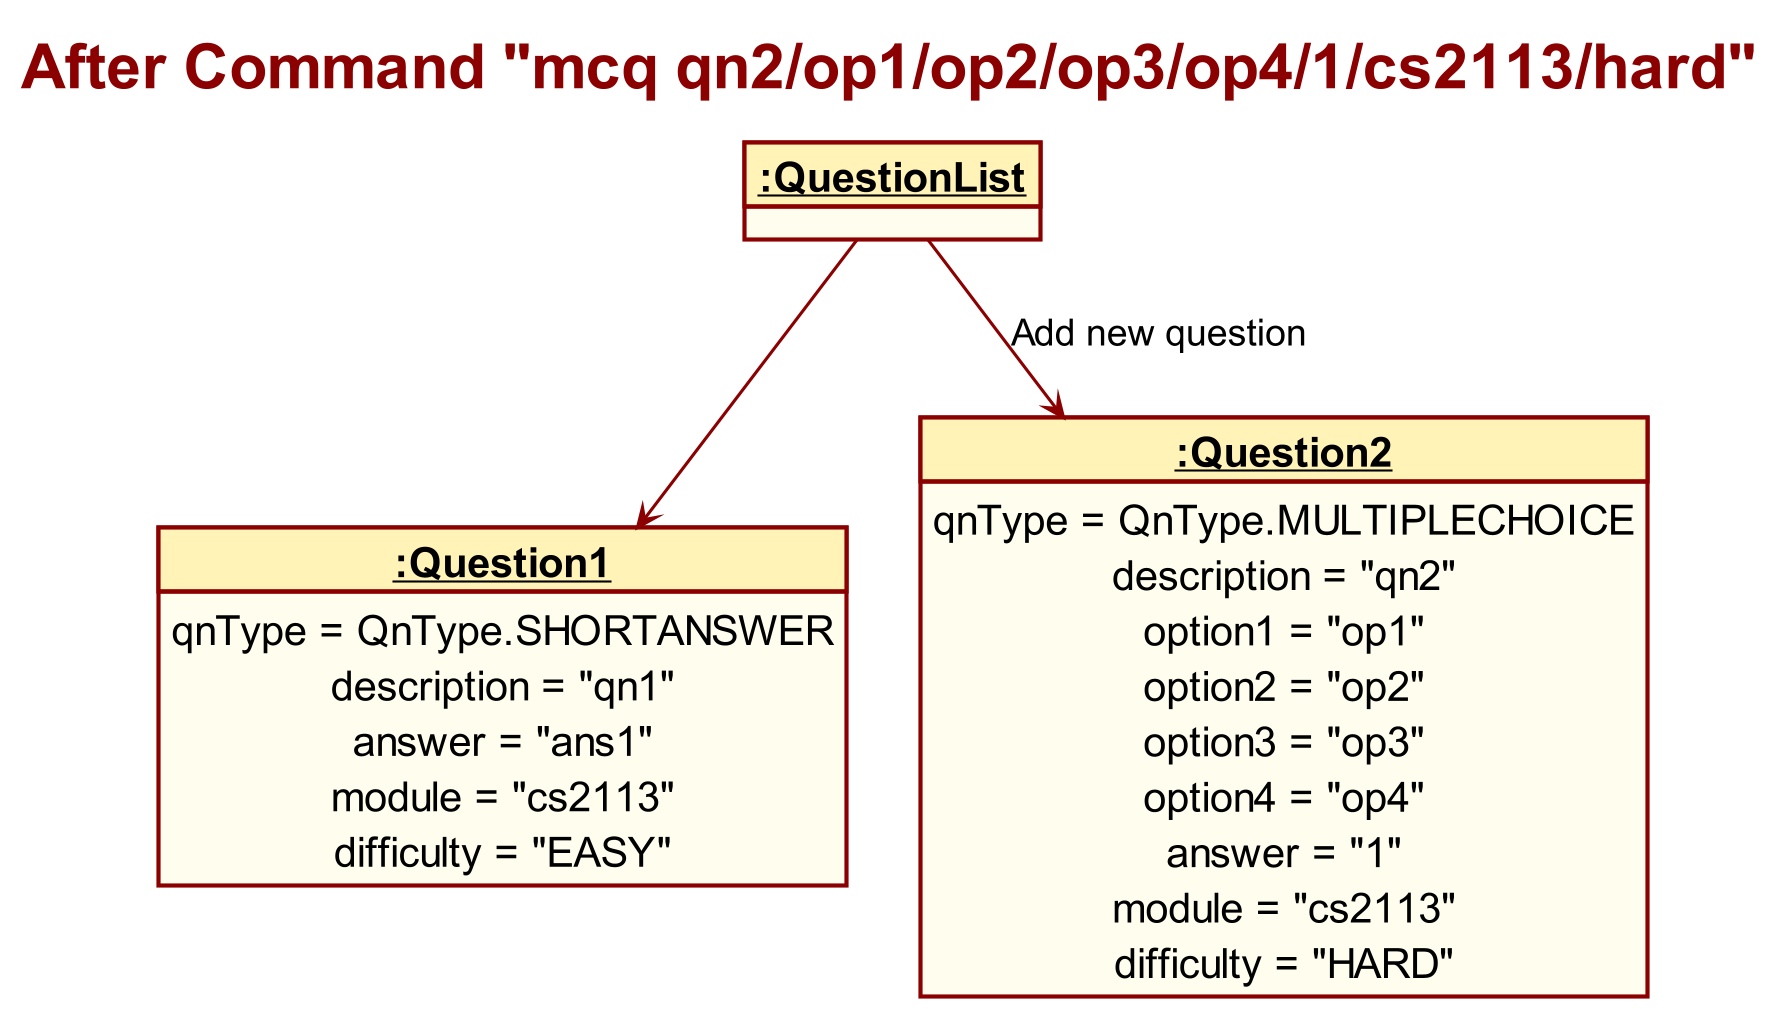 After Command "mcq qn2/op1/op2/op3/op4/1/cs2113/hard"
:QuestionList
Add new question
:Question1
qnType = QnType.SHORTANSWER
description = "qn1"
answer = "ans1"
module = "cs2113"
difficulty = "EASY"
:Question2
qnType = QnType.MULTIPLECHOICE
description = "qn2"
option1 = "op1"
option2 = "op2"
option3 = "op3"
option4 = "op4"
answer = "1"
module = "cs2113"
difficulty = "HARD"